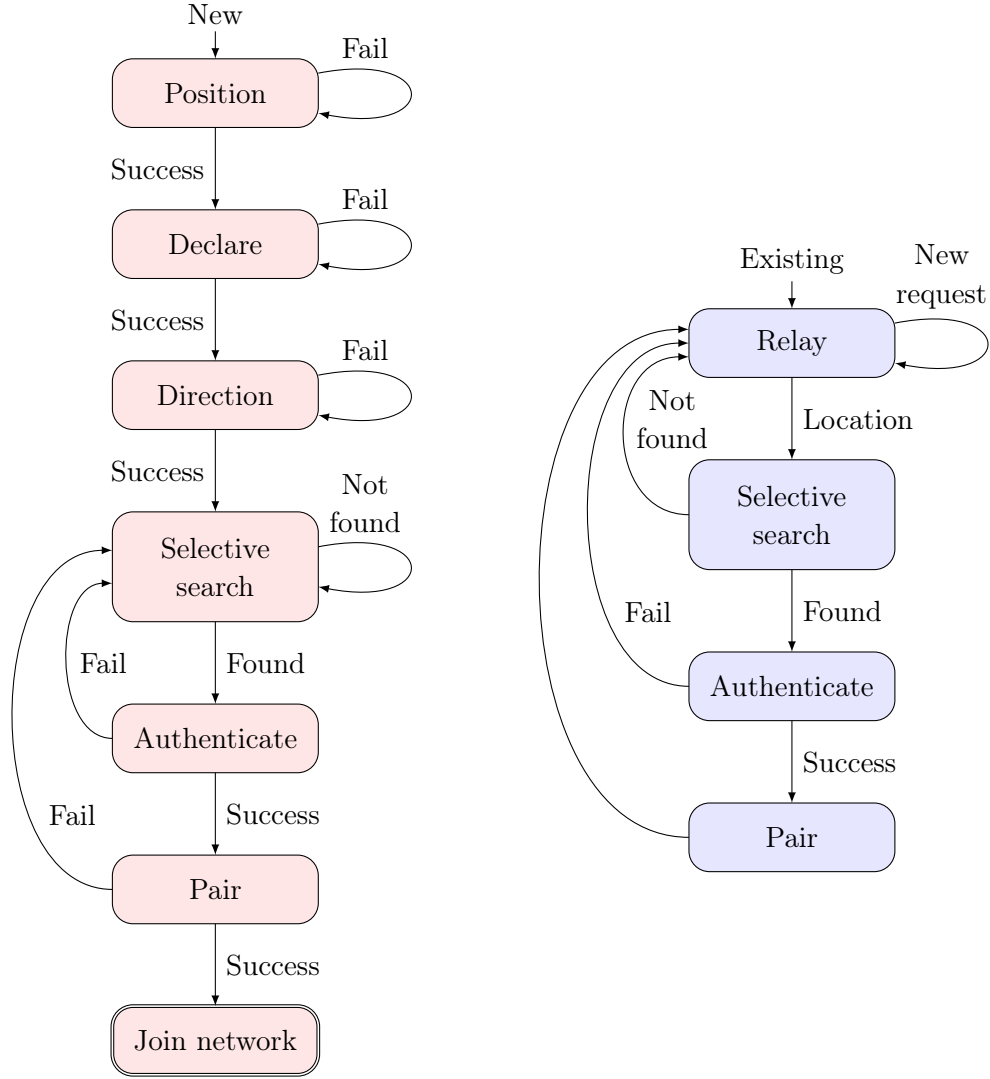 New
Fail
Position
Success
Fail
Declare
Success
Fail
Direction
Success
Not
found
Selective
search
Fail
Found
Authenticate
Fail
Success
Pair
Success
Join network
Existing
New
request
Relay
Not
found
Location
Selective
search
Fail
Found
Authenticate
Success
Pair